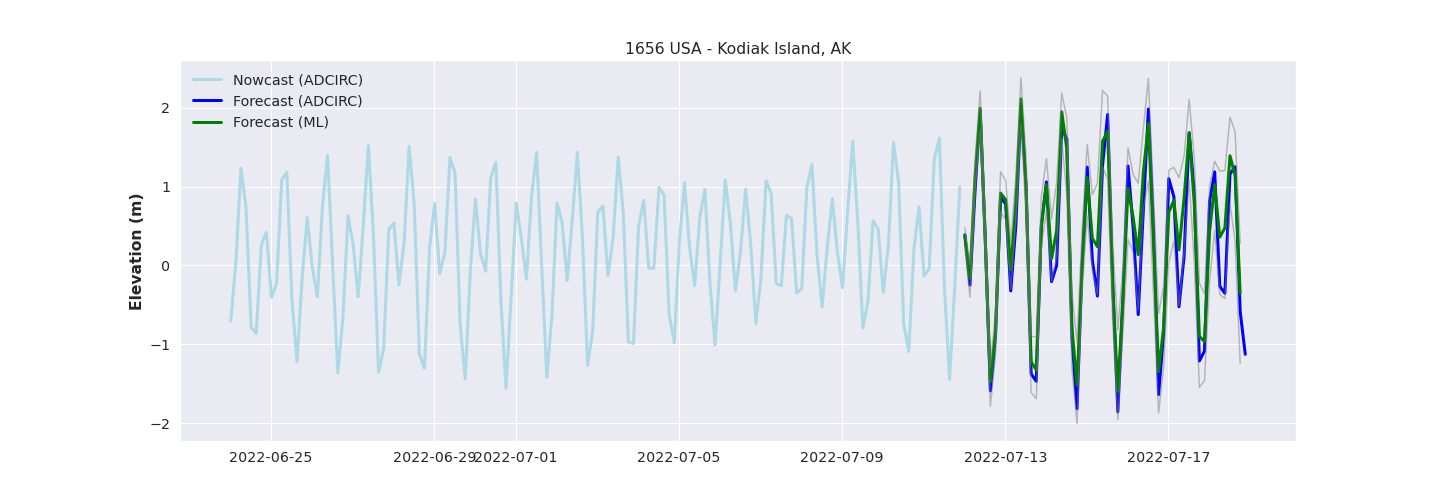 1656 USA - Kodiak Island, AK
Nowcast (ADCIRC)
Forecast (ADCIRC)
Forecast (ML)
Elevation (m)
2
1
0
−1
−2
2022-06-25
2022-06-29
2022-07-01
2022-07-05
2022-07-09
2022-07-13
2022-07-17